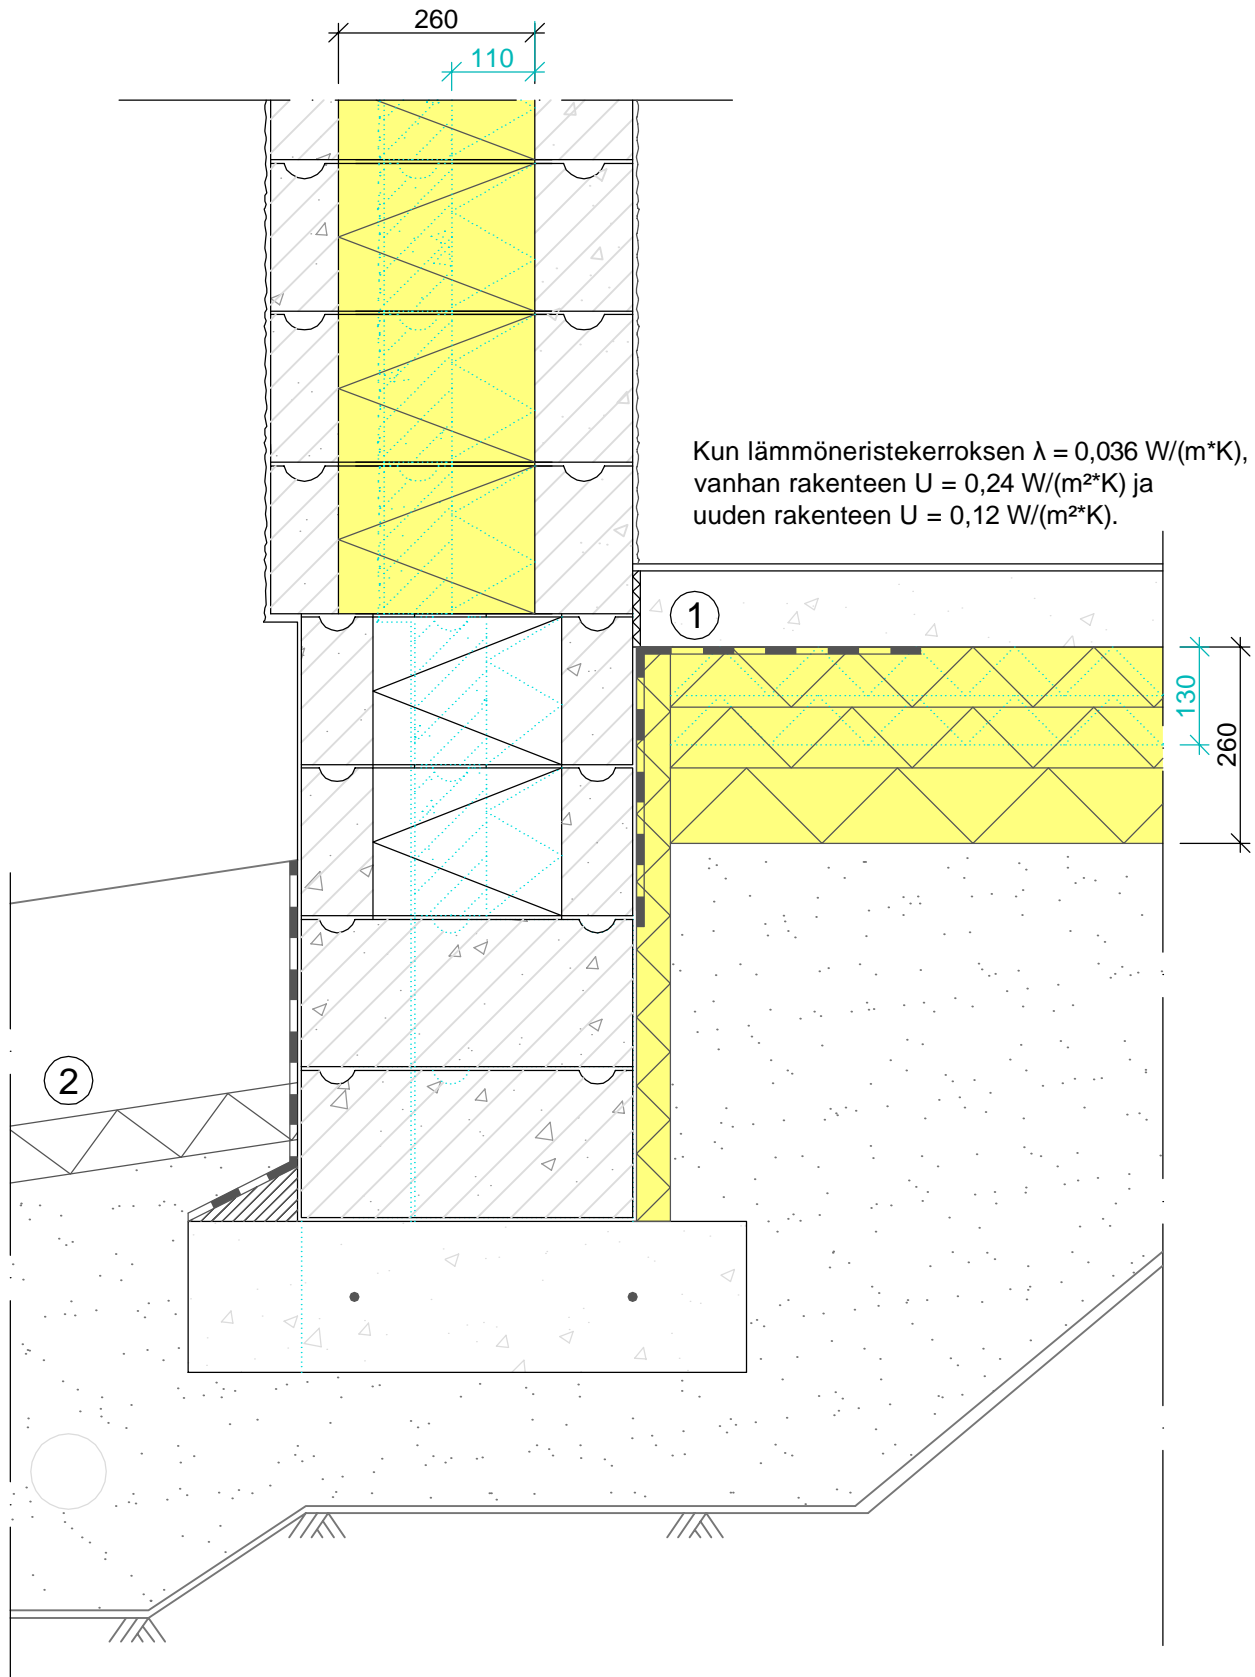 260
110
Kun lämmöneristekerroksen λ = 0,036 W/(m*K),
vanhan rakenteen U = 0,24 W/(m²*K) ja
uuden rakenteen U = 0,12 W/(m²*K).
1
130
260
2